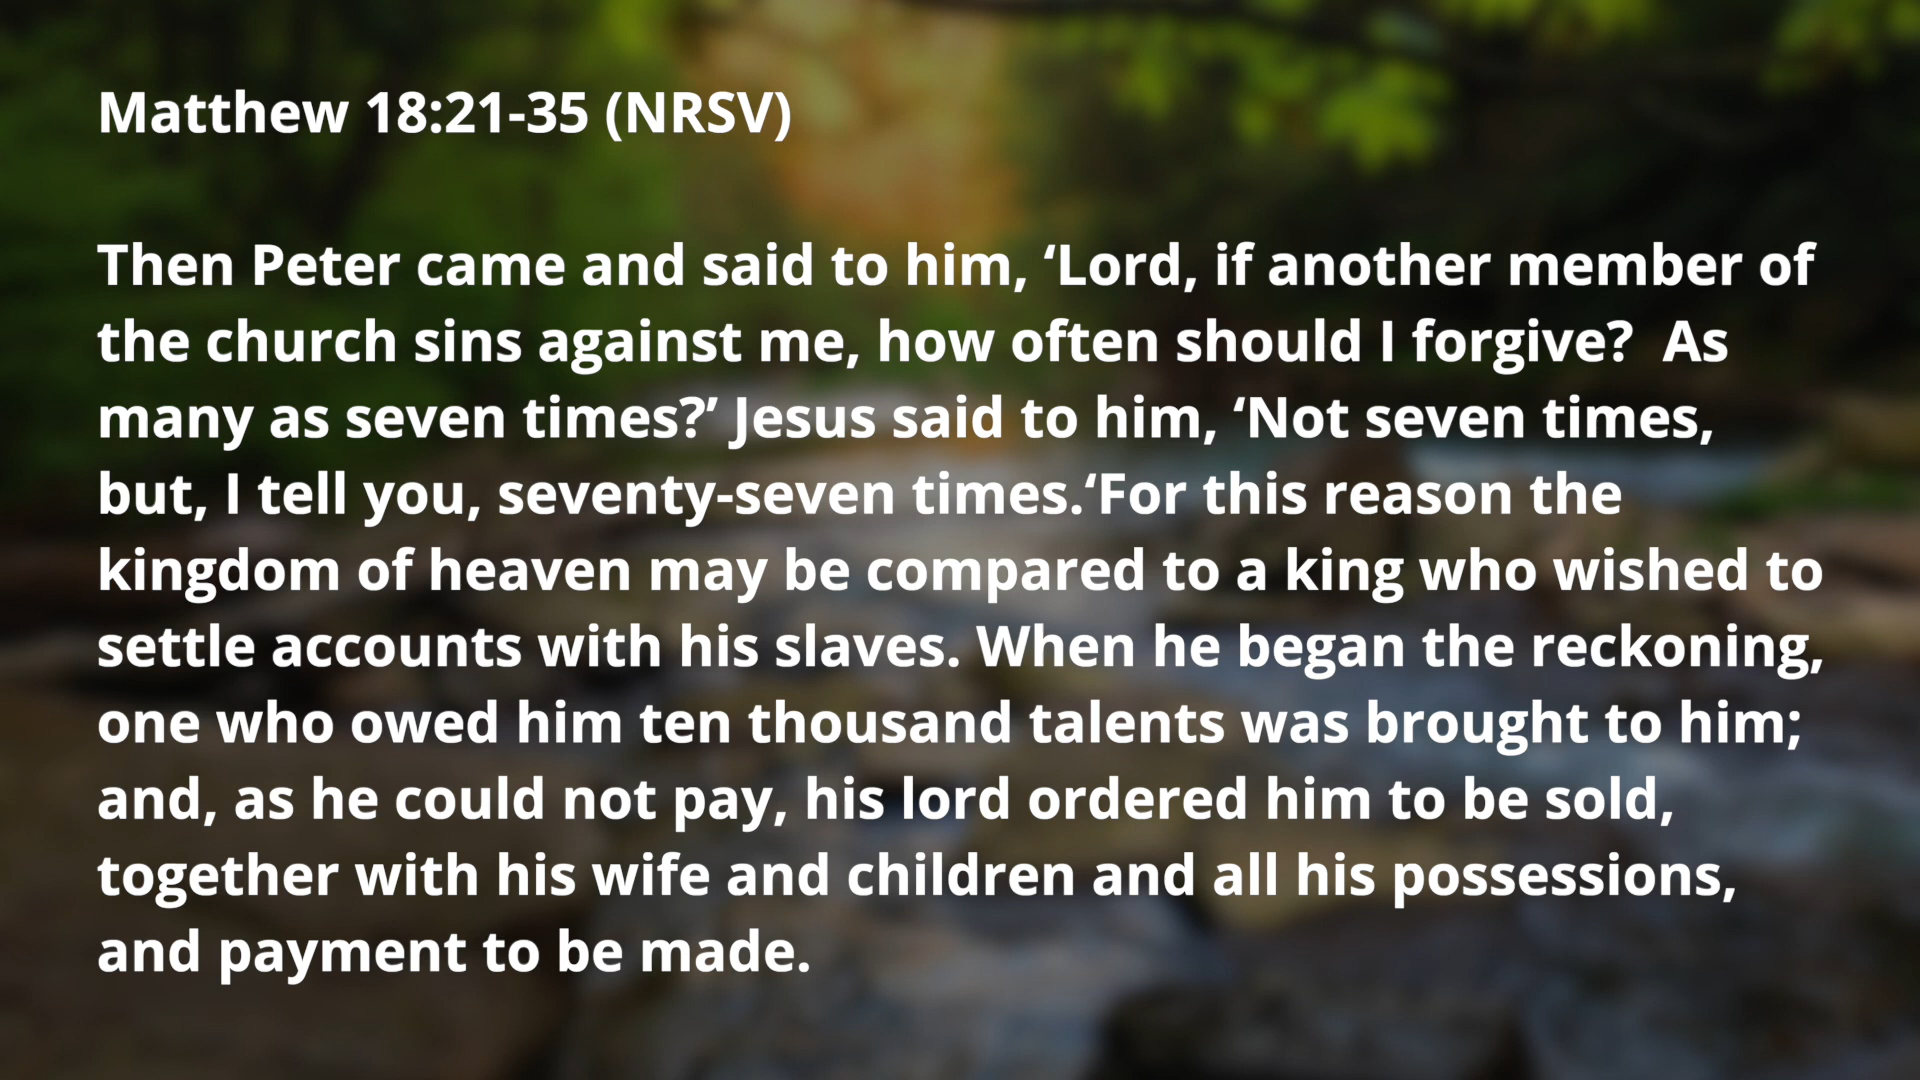 Matthew 18:21-35 (NRSV)
Then Peter came and said to him, ‘Lord, if another member of
the church sins against me, how often should I forgive?  As
many as seven times?’ Jesus said to him, ‘Not seven times,
but, I tell you, seventy-seven times.‘For this reason the
kingdom of heaven may be compared to a king who wished to
settle accounts with his slaves. When he began the reckoning,
one who owed him ten thousand talents was brought to him;
and, as he could not pay, his lord ordered him to be sold,
together with his wife and children and all his possessions,
and payment to be made.